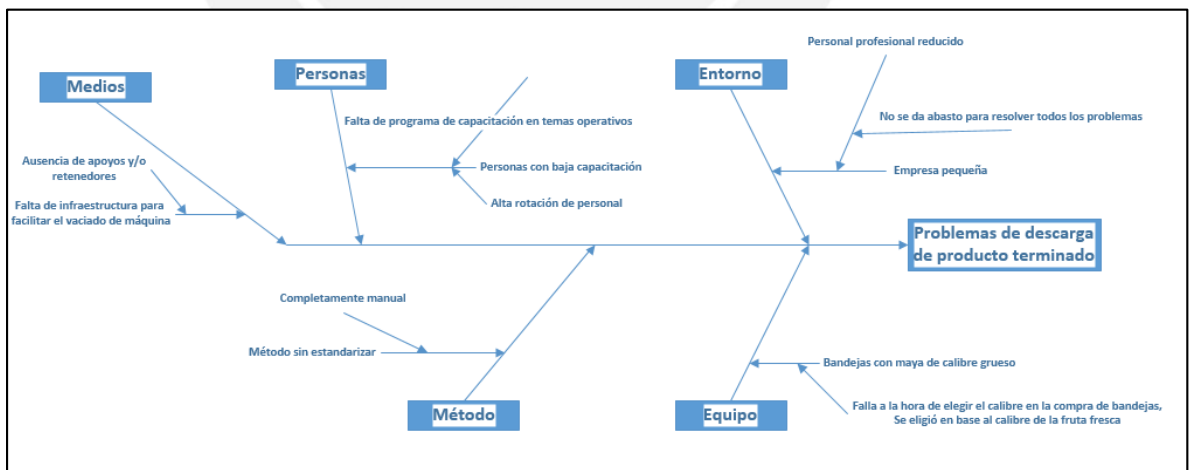 Personal profesional reducido
Medios
Personas
Entorno
Falta de programa de capacitación en temas operativos
No se da abasto para resolver todos los problemas
Ausencia de apoyos y/o
retenedores
Personas con baja capacitación
Empresa pequeña
Falta de infraestructura para
facilitar el vaciado de máquina
Alta rotación de personal
Problemas de descarga
de producto terminado
Completamente manual
Método sin estandarizar
Bandejas con maya de calibre grueso
Método
Equipo
Falla a la hora de elegir el calibre en la compra de bandejas,
Se eligió en base al calibre de la fruta fresca